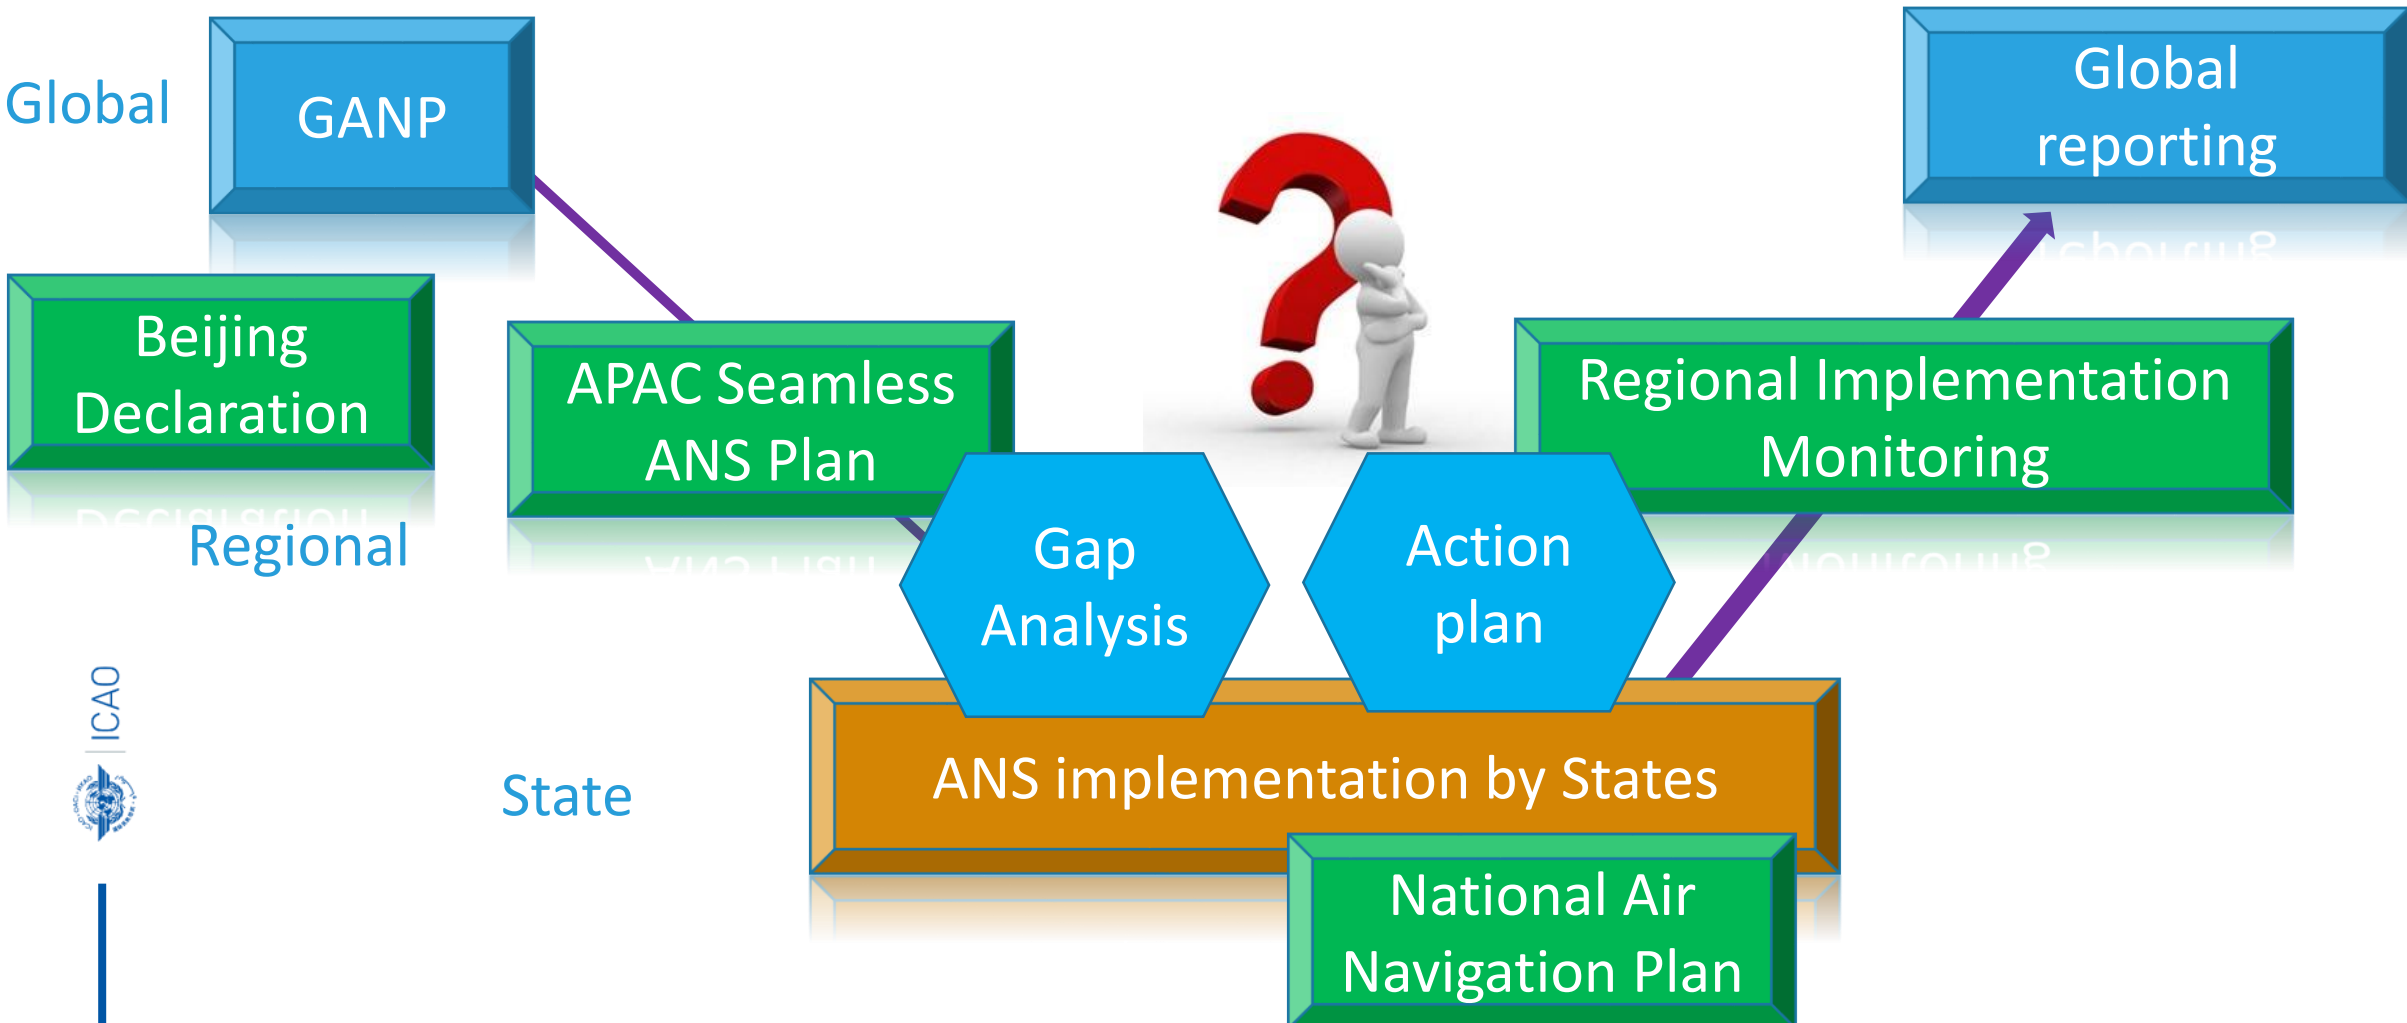 Global
GANP
Global
reporting
Beijing
Declaration
APAC Seamless
ANS Plan
Regional Implementation
Monitoring
Regional
Gap
Analysis
Action
plan
ICAO
State
ANS implementation by States
National Air
Navigation Plan